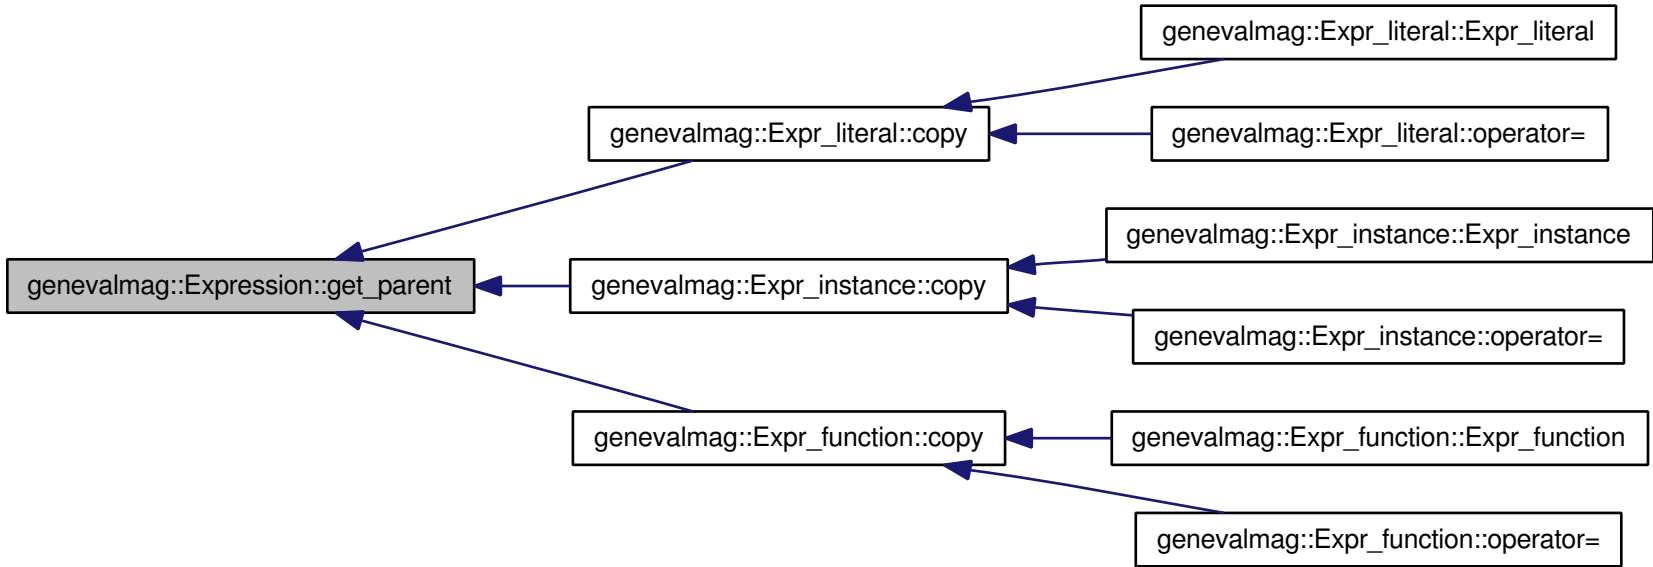 genevalmag::Expr_literal::Expr_literal
genevalmag::Expr_literal::copy
genevalmag::Expr_literal::operator=
genevalmag::Expr_instance::Expr_instance
genevalmag::Expression::get_parent
genevalmag::Expr_instance::copy
genevalmag::Expr_instance::operator=
genevalmag::Expr_function::copy
genevalmag::Expr_function::Expr_function
genevalmag::Expr_function::operator=